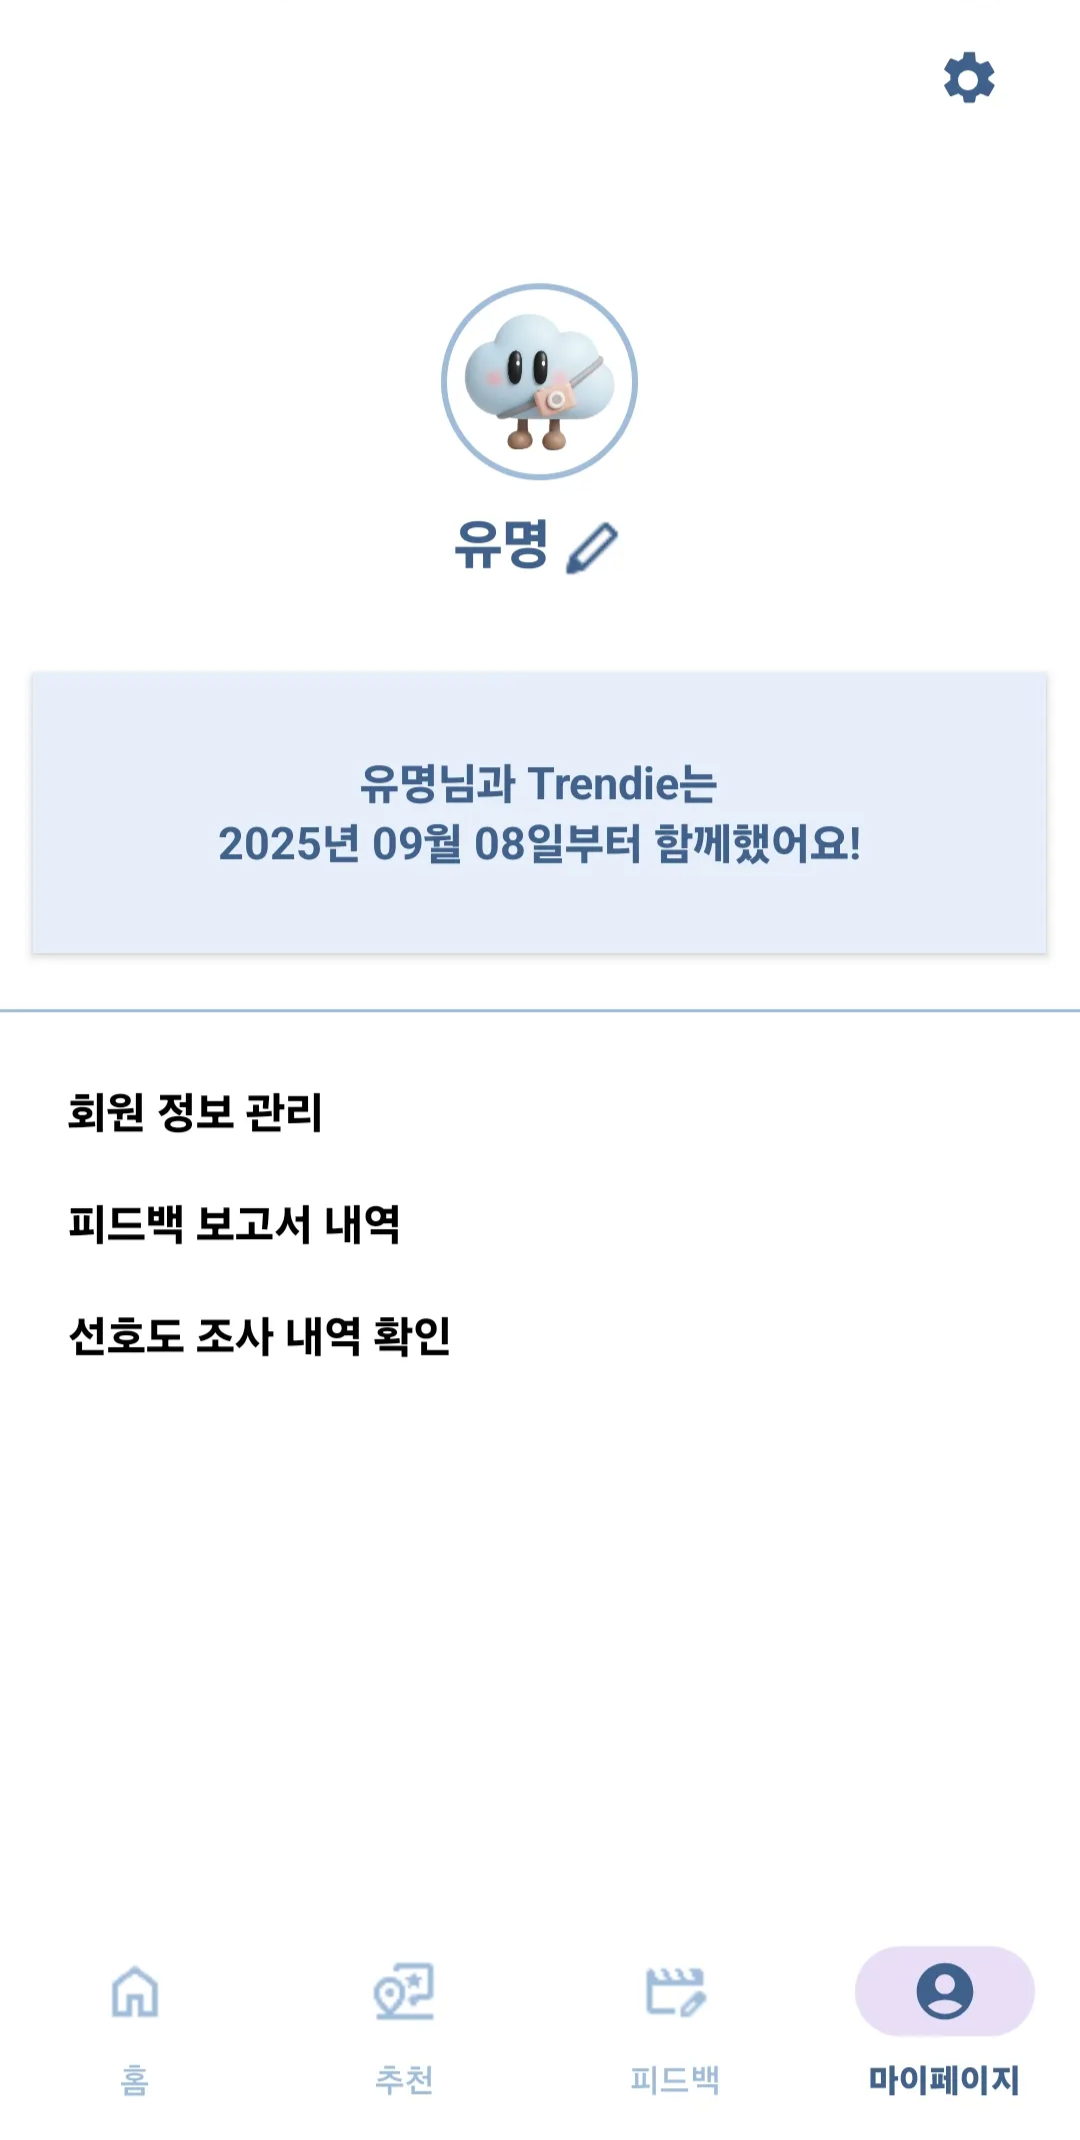 유명
유명님과 Trendie는
2025년 09월 08일부터 함께했어요!
회원 정보 관리
피드백 보고서 내역
선호도 조사 내역 확인
홈
추천
피드백
마이페이지